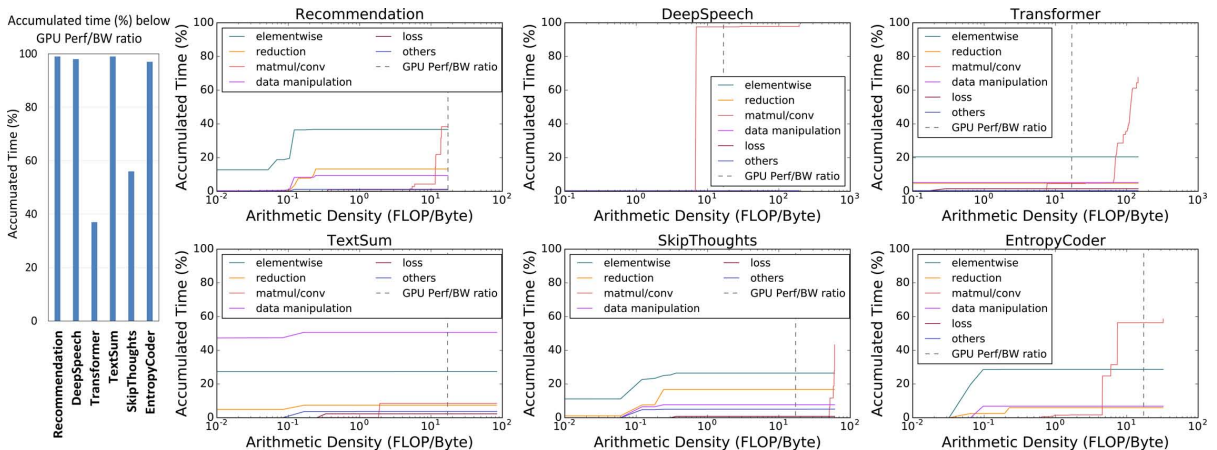 Accumulated time (%) below
GPU Perf/BW ratio
Accumulated Time (%)
100
80
60
40
20
0
Recommendation
DeepSpeech
Transformer
TextSum
SkipThoughts
EntropyCoder
Recommendation
Accumulated Time (%)
100
80
60
40
20
0
elementwise
reduction
matmul/conv
data manipulation
loss
others
GPU Perf/BW ratio
10^-2
10^-1
10^0
10^1
10^2
Arithmetic Density (FLOP/Byte)
DeepSpeech
Accumulated Time (%)
100
80
60
40
20
0
elementwise
reduction
matmul/conv
data manipulation
loss
others
GPU Perf/BW ratio
10^-2
10^-1
10^0
10^1
10^2
10^3
Arithmetic Density (FLOP/Byte)
Transformer
Accumulated Time (%)
100
80
60
40
20
0
elementwise
reduction
matmul/conv
data manipulation
loss
others
GPU Perf/BW ratio
10^-2
10^-1
10^0
10^1
10^2
10^3
Arithmetic Density (FLOP/Byte)
TextSum
Accumulated Time (%)
100
80
60
40
20
0
elementwise
reduction
matmul/conv
data manipulation
loss
others
GPU Perf/BW ratio
10^-2
10^-1
10^0
10^1
10^2
Arithmetic Density (FLOP/Byte)
SkipThoughts
Accumulated Time (%)
100
80
60
40
20
0
elementwise
reduction
matmul/conv
data manipulation
loss
others
GPU Perf/BW ratio
10^-2
10^-1
10^0
10^1
10^2
Arithmetic Density (FLOP/Byte)
EntropyCoder
Accumulated Time (%)
100
80
60
40
20
0
elementwise
reduction
matmul/conv
data manipulation
loss
others
GPU Perf/BW ratio
10^-2
10^-1
10^0
10^1
10^2
Arithmetic Density (FLOP/Byte)